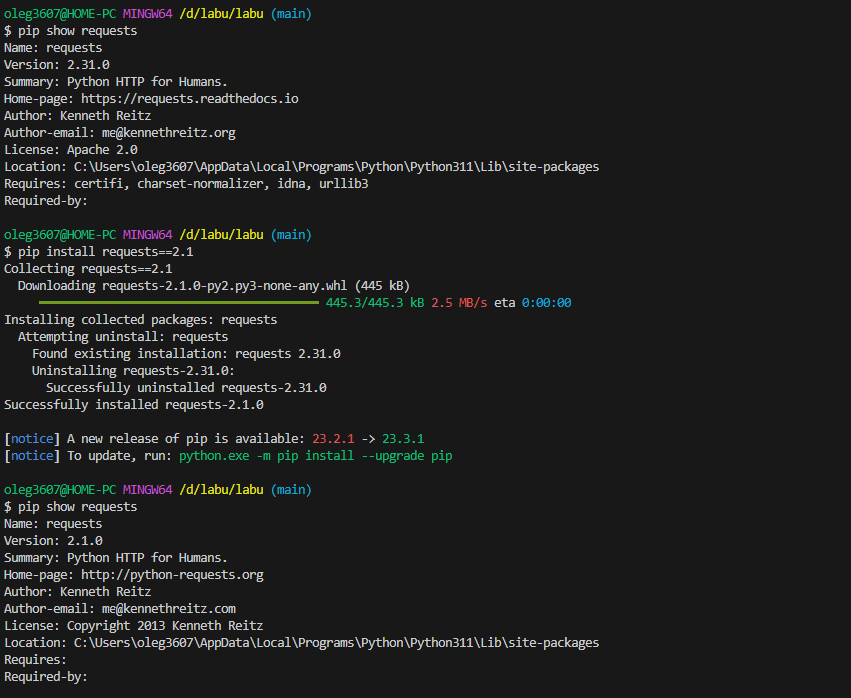 oleg3607@HOME-PC MINGW64 /d/labu/labu (main)
$ pip show requests
Name: requests
Version: 2.31.0
Summary: Python HTTP for Humans.
Home-page: https://requests.readthedocs.io
Author: Kenneth Reitz
Author-email: me@kennethreitz.org
License: Apache 2.0
Location: C:\Users\oleg3607\AppData\Local\Programs\Python\Python311\Lib\site-packages
Requires: certifi, charset-normalizer, idna, urllib3
Required-by:

oleg3607@HOME-PC MINGW64 /d/labu/labu (main)
$ pip install requests==2.1
Collecting requests==2.1
  Downloading requests-2.1.0-py2.py3-none-any.whl (445 kB)
     445.3/445.3 kB 2.5 MB/s eta 0:00:00
Installing collected packages: requests
  Attempting uninstall: requests
    Found existing installation: requests 2.31.0
    Uninstalling requests-2.31.0:
      Successfully uninstalled requests-2.31.0
Successfully installed requests-2.1.0

[notice] A new release of pip is available: 23.2.1 -> 23.3.1
[notice] To update, run: python.exe -m pip install --upgrade pip

oleg3607@HOME-PC MINGW64 /d/labu/labu (main)
$ pip show requests
Name: requests
Version: 2.1.0
Summary: Python HTTP for Humans.
Home-page: http://python-requests.org
Author: Kenneth Reitz
Author-email: me@kennethreitz.com
License: Copyright 2013 Kenneth Reitz
Location: C:\Users\oleg3607\AppData\Local\Programs\Python\Python311\Lib\site-packages
Requires:
Required-by: